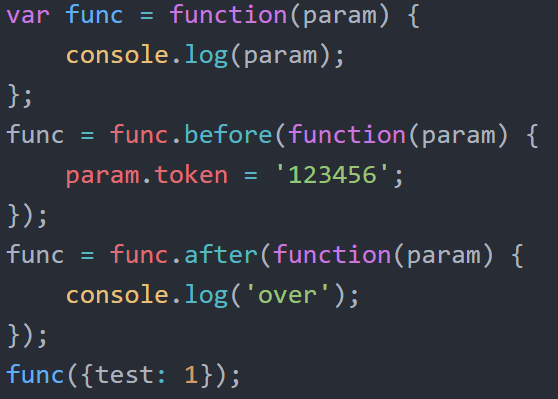 var func = function(param) {
    console.log(param);
};
func = func.before(function(param) {
    param.token = '123456';
});
func = func.after(function(param) {
    console.log('over');
});
func({test: 1});